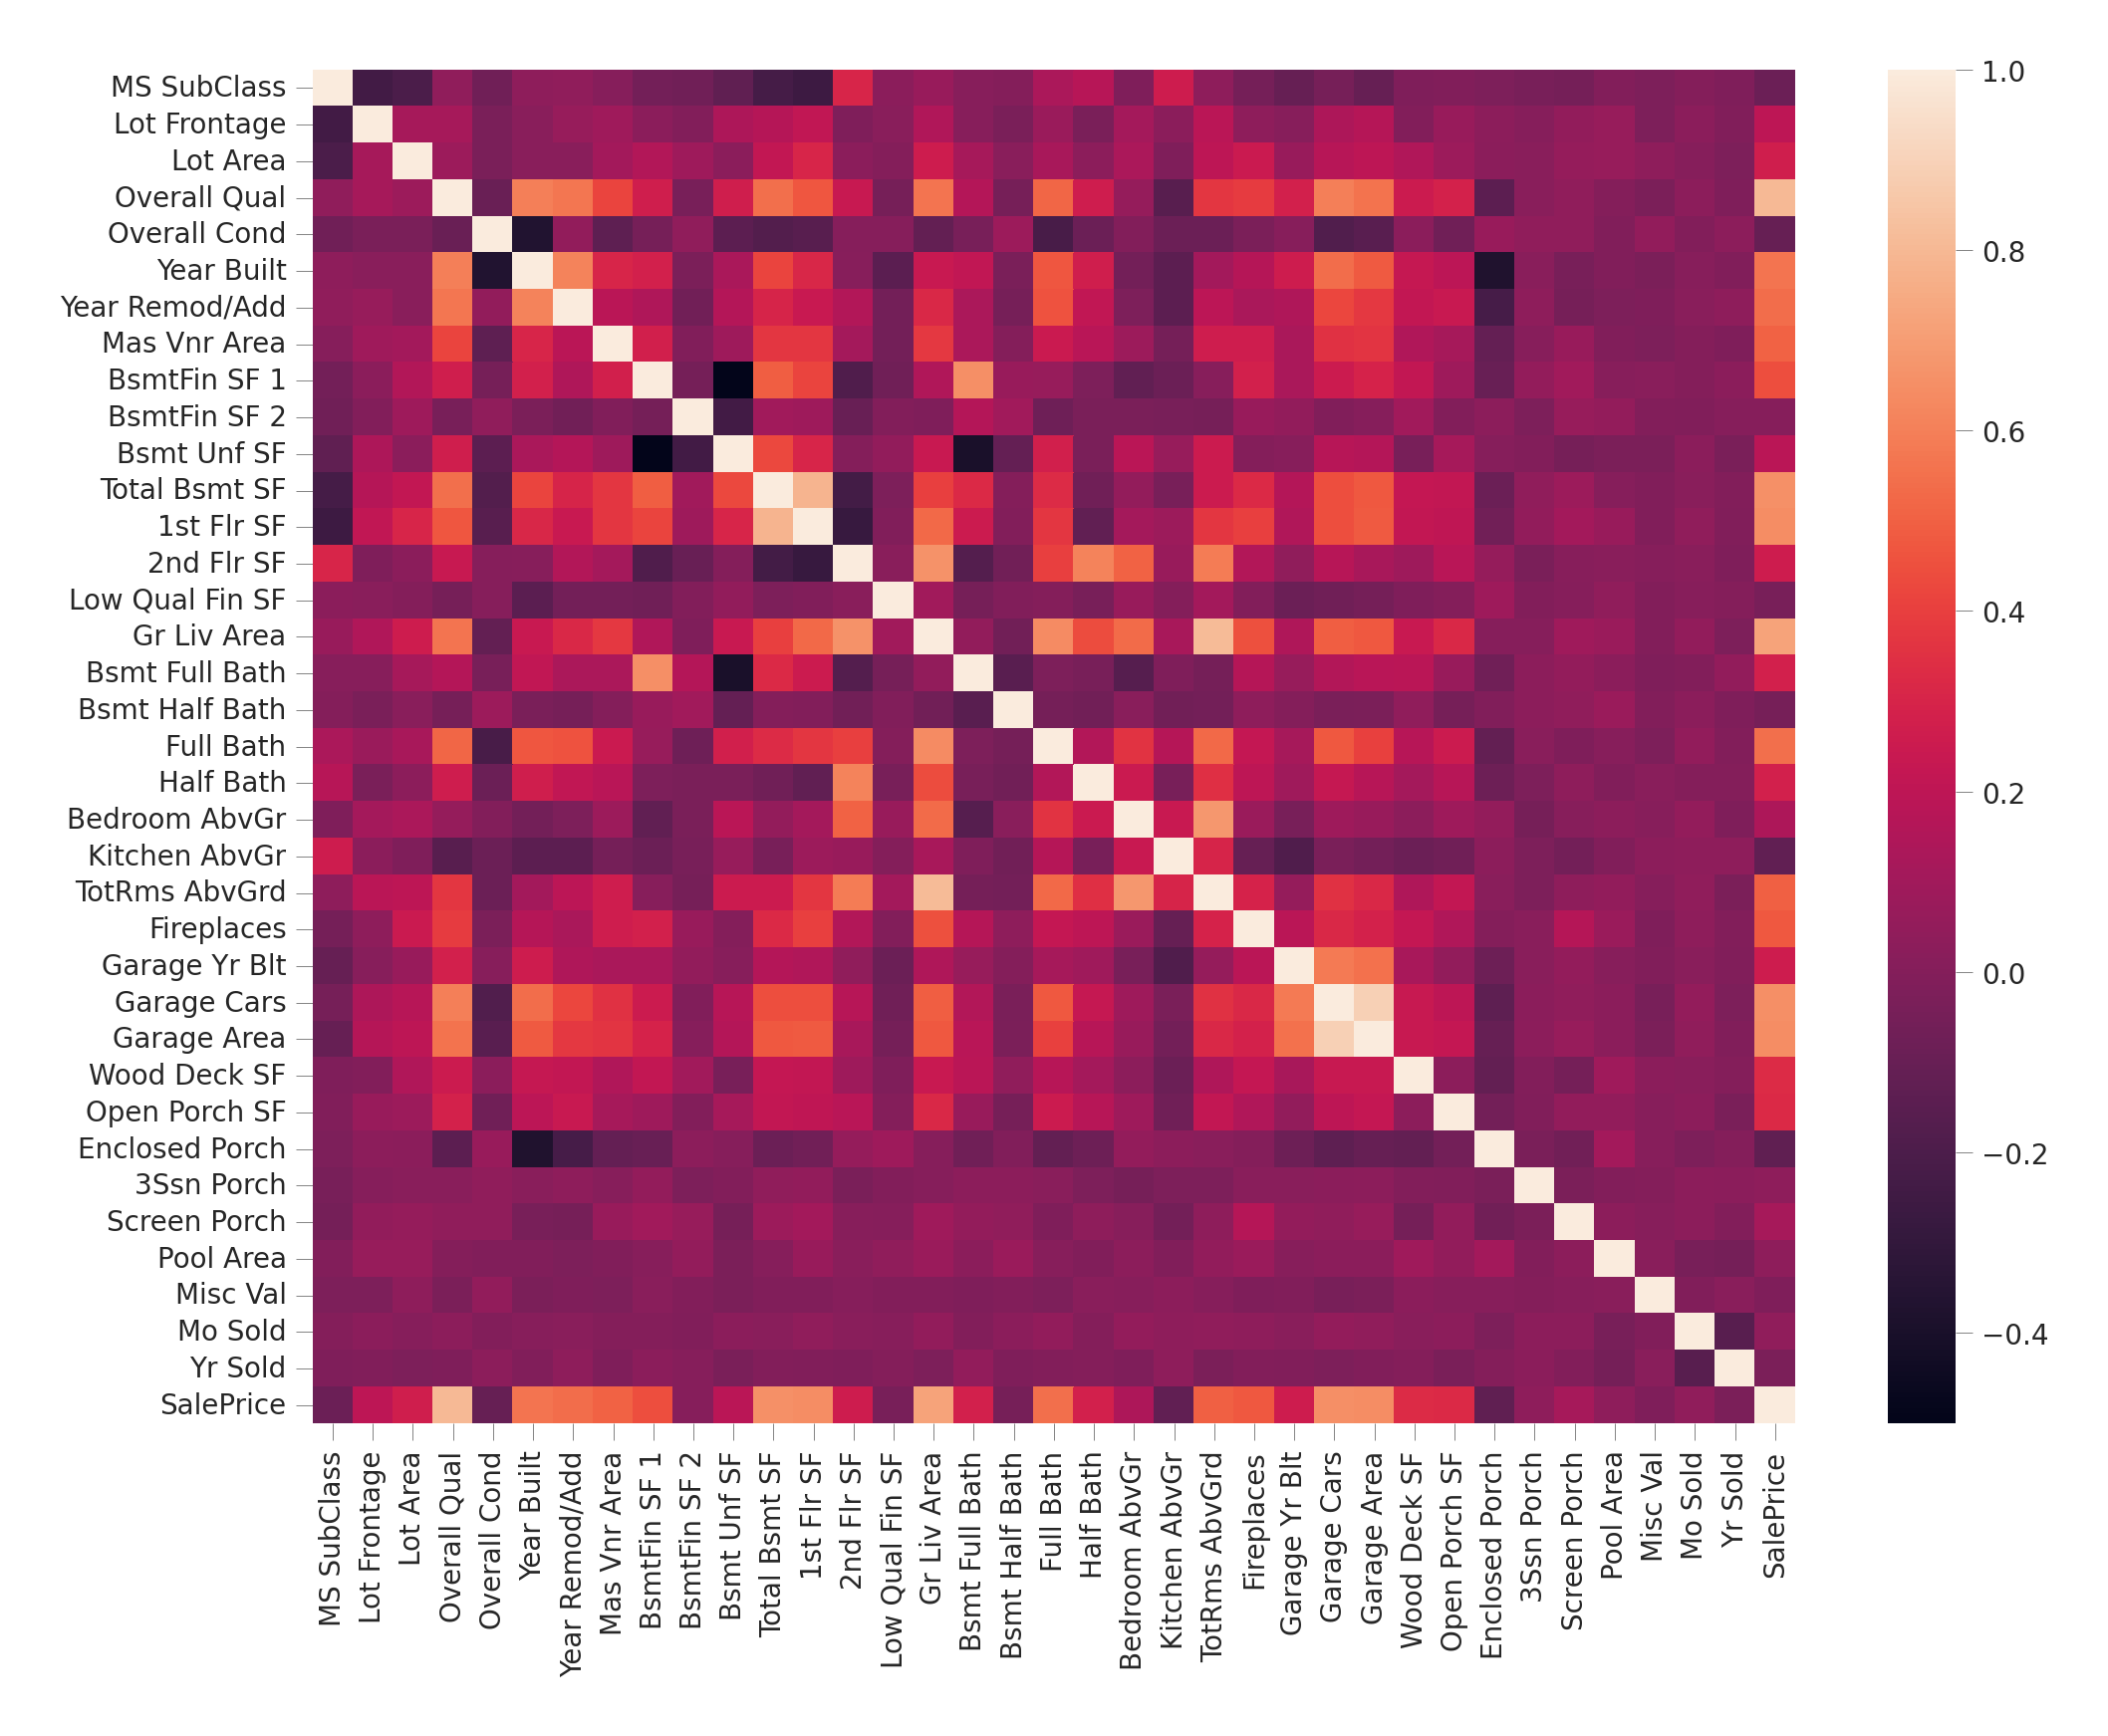 MS SubClass
Lot Frontage
Lot Area
Overall Qual
Overall Cond
Year Built
Year Remod/Add
Mas Vnr Area
BsmtFin SF 1
BsmtFin SF 2
Bsmt Unf SF
Total Bsmt SF
1st Flr SF
2nd Flr SF
Low Qual Fin SF
Gr Liv Area
Bsmt Full Bath
Bsmt Half Bath
Full Bath
Half Bath
Bedroom AbvGr
Kitchen AbvGr
TotRms AbvGrd
Fireplaces
Garage Yr Blt
Garage Cars
Garage Area
Wood Deck SF
Open Porch SF
Enclosed Porch
3Ssn Porch
Screen Porch
Pool Area
Misc Val
Mo Sold
Yr Sold
SalePrice
MS SubClass
Lot Frontage
Lot Area
Overall Qual
Overall Cond
Year Built
Year Remod/Add
Mas Vnr Area
BsmtFin SF 1
BsmtFin SF 2
Bsmt Unf SF
Total Bsmt SF
1st Flr SF
2nd Flr SF
Low Qual Fin SF
Gr Liv Area
Bsmt Full Bath
Bsmt Half Bath
Full Bath
Half Bath
Bedroom AbvGr
Kitchen AbvGr
TotRms AbvGrd
Fireplaces
Garage Yr Blt
Garage Cars
Garage Area
Wood Deck SF
Open Porch SF
Enclosed Porch
3Ssn Porch
Screen Porch
Pool Area
Misc Val
Mo Sold
Yr Sold
SalePrice
1.0
0.8
0.6
0.4
0.2
0.0
−0.2
−0.4